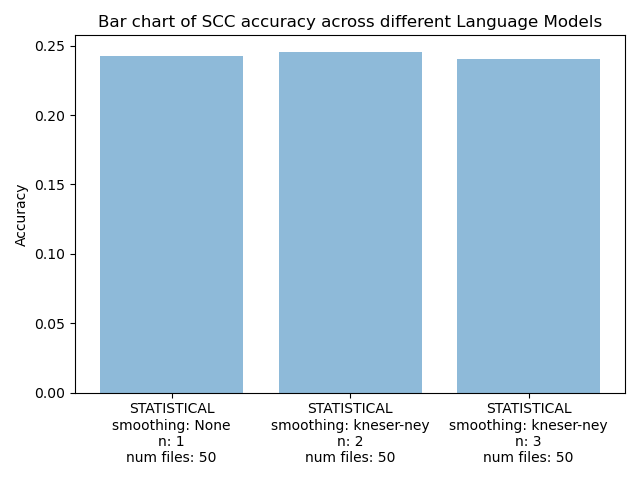 Bar chart of SCC accuracy across different Language Models
0.25
0.20
0.15
0.10
0.05
0.00
Accuracy
STATISTICAL
smoothing: None
n: 1
num files: 50
STATISTICAL
smoothing: kneser-ney
n: 2
num files: 50
STATISTICAL
smoothing: kneser-ney
n: 3
num files: 50